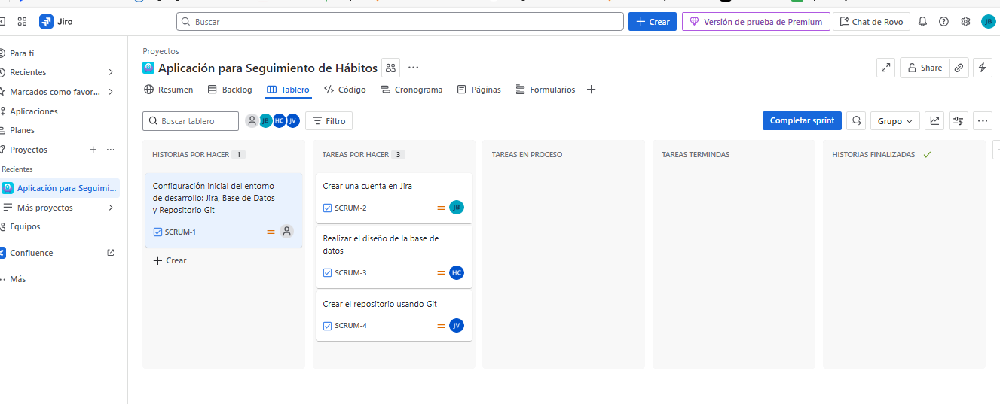 Jira
Buscar
Crear
Versión de prueba de Premium
Chat de Rovo
JB
Para ti
Recientes
Marcados como favor...
Aplicaciones
Planes
Proyectos
Recientes
Aplicación para Seguimi...
Más proyectos
Equipos
Confluence
Más
Proyectos
Aplicación para Seguimiento de Hábitos
Share
Resumen
Backlog
Tablero
Código
Cronograma
Páginas
Formularios
Buscar tablero
JB
HC
JV
Filtro
Completar sprint
Grupo
HISTORIAS POR HACER 1
Configuración inicial del entorno
de desarrollo: Jira, Base de Datos
y Repositorio Git
SCRUM-1
Crear
TAREAS POR HACER 3
Crear una cuenta en Jira
SCRUM-2
JB
Realizar el diseño de la base de
datos
SCRUM-3
HC
Crear el repositorio usando Git
SCRUM-4
JV
TAREAS EN PROCESO
TAREAS TERMINDAS
HISTORIAS FINALIZADAS